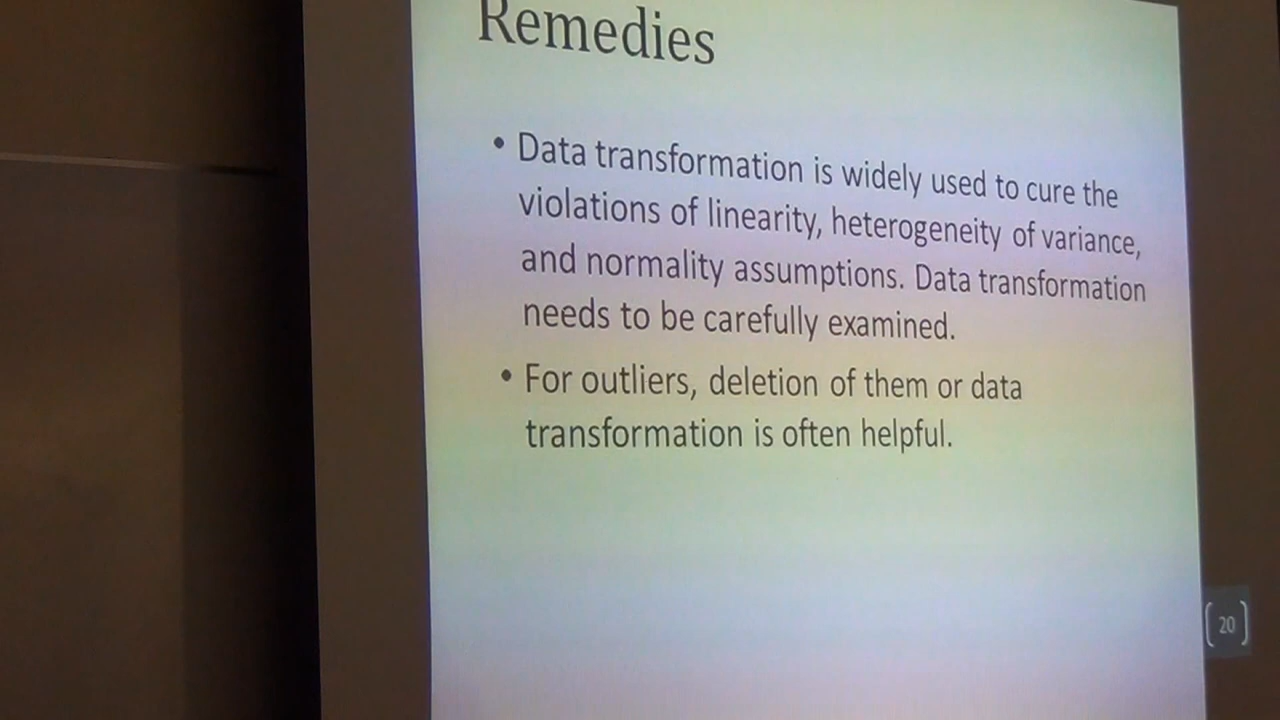 Remedies
• Data transformation is widely used to cure the
violations of linearity, heterogeneity of variance,
and normality assumptions. Data transformation
needs to be carefully examined.
• For outliers, deletion of them or data
transformation is often helpful.
[20]